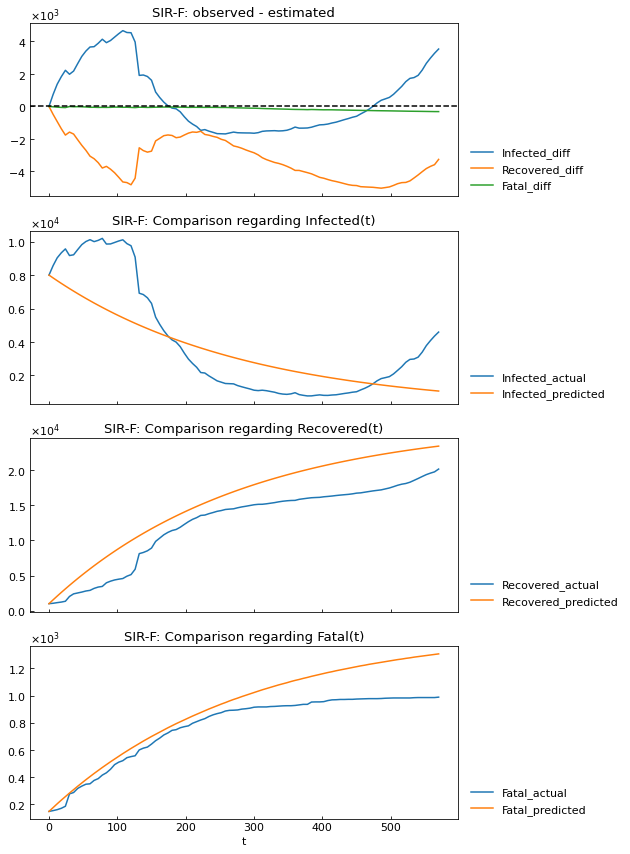 SIR-F: observed - estimated
×10³
4
2
0
−2
−4
Infected_diff
Recovered_diff
Fatal_diff
SIR-F: Comparison regarding Infected(t)
×10⁴
1.0
0.8
0.6
0.4
0.2
Infected_actual
Infected_predicted
SIR-F: Comparison regarding Recovered(t)
×10⁴
2.0
1.5
1.0
0.5
0.0
Recovered_actual
Recovered_predicted
SIR-F: Comparison regarding Fatal(t)
×10³
1.2
1.0
0.8
0.6
0.4
0.2
Fatal_actual
Fatal_predicted
0 100 200 300 400 500
t